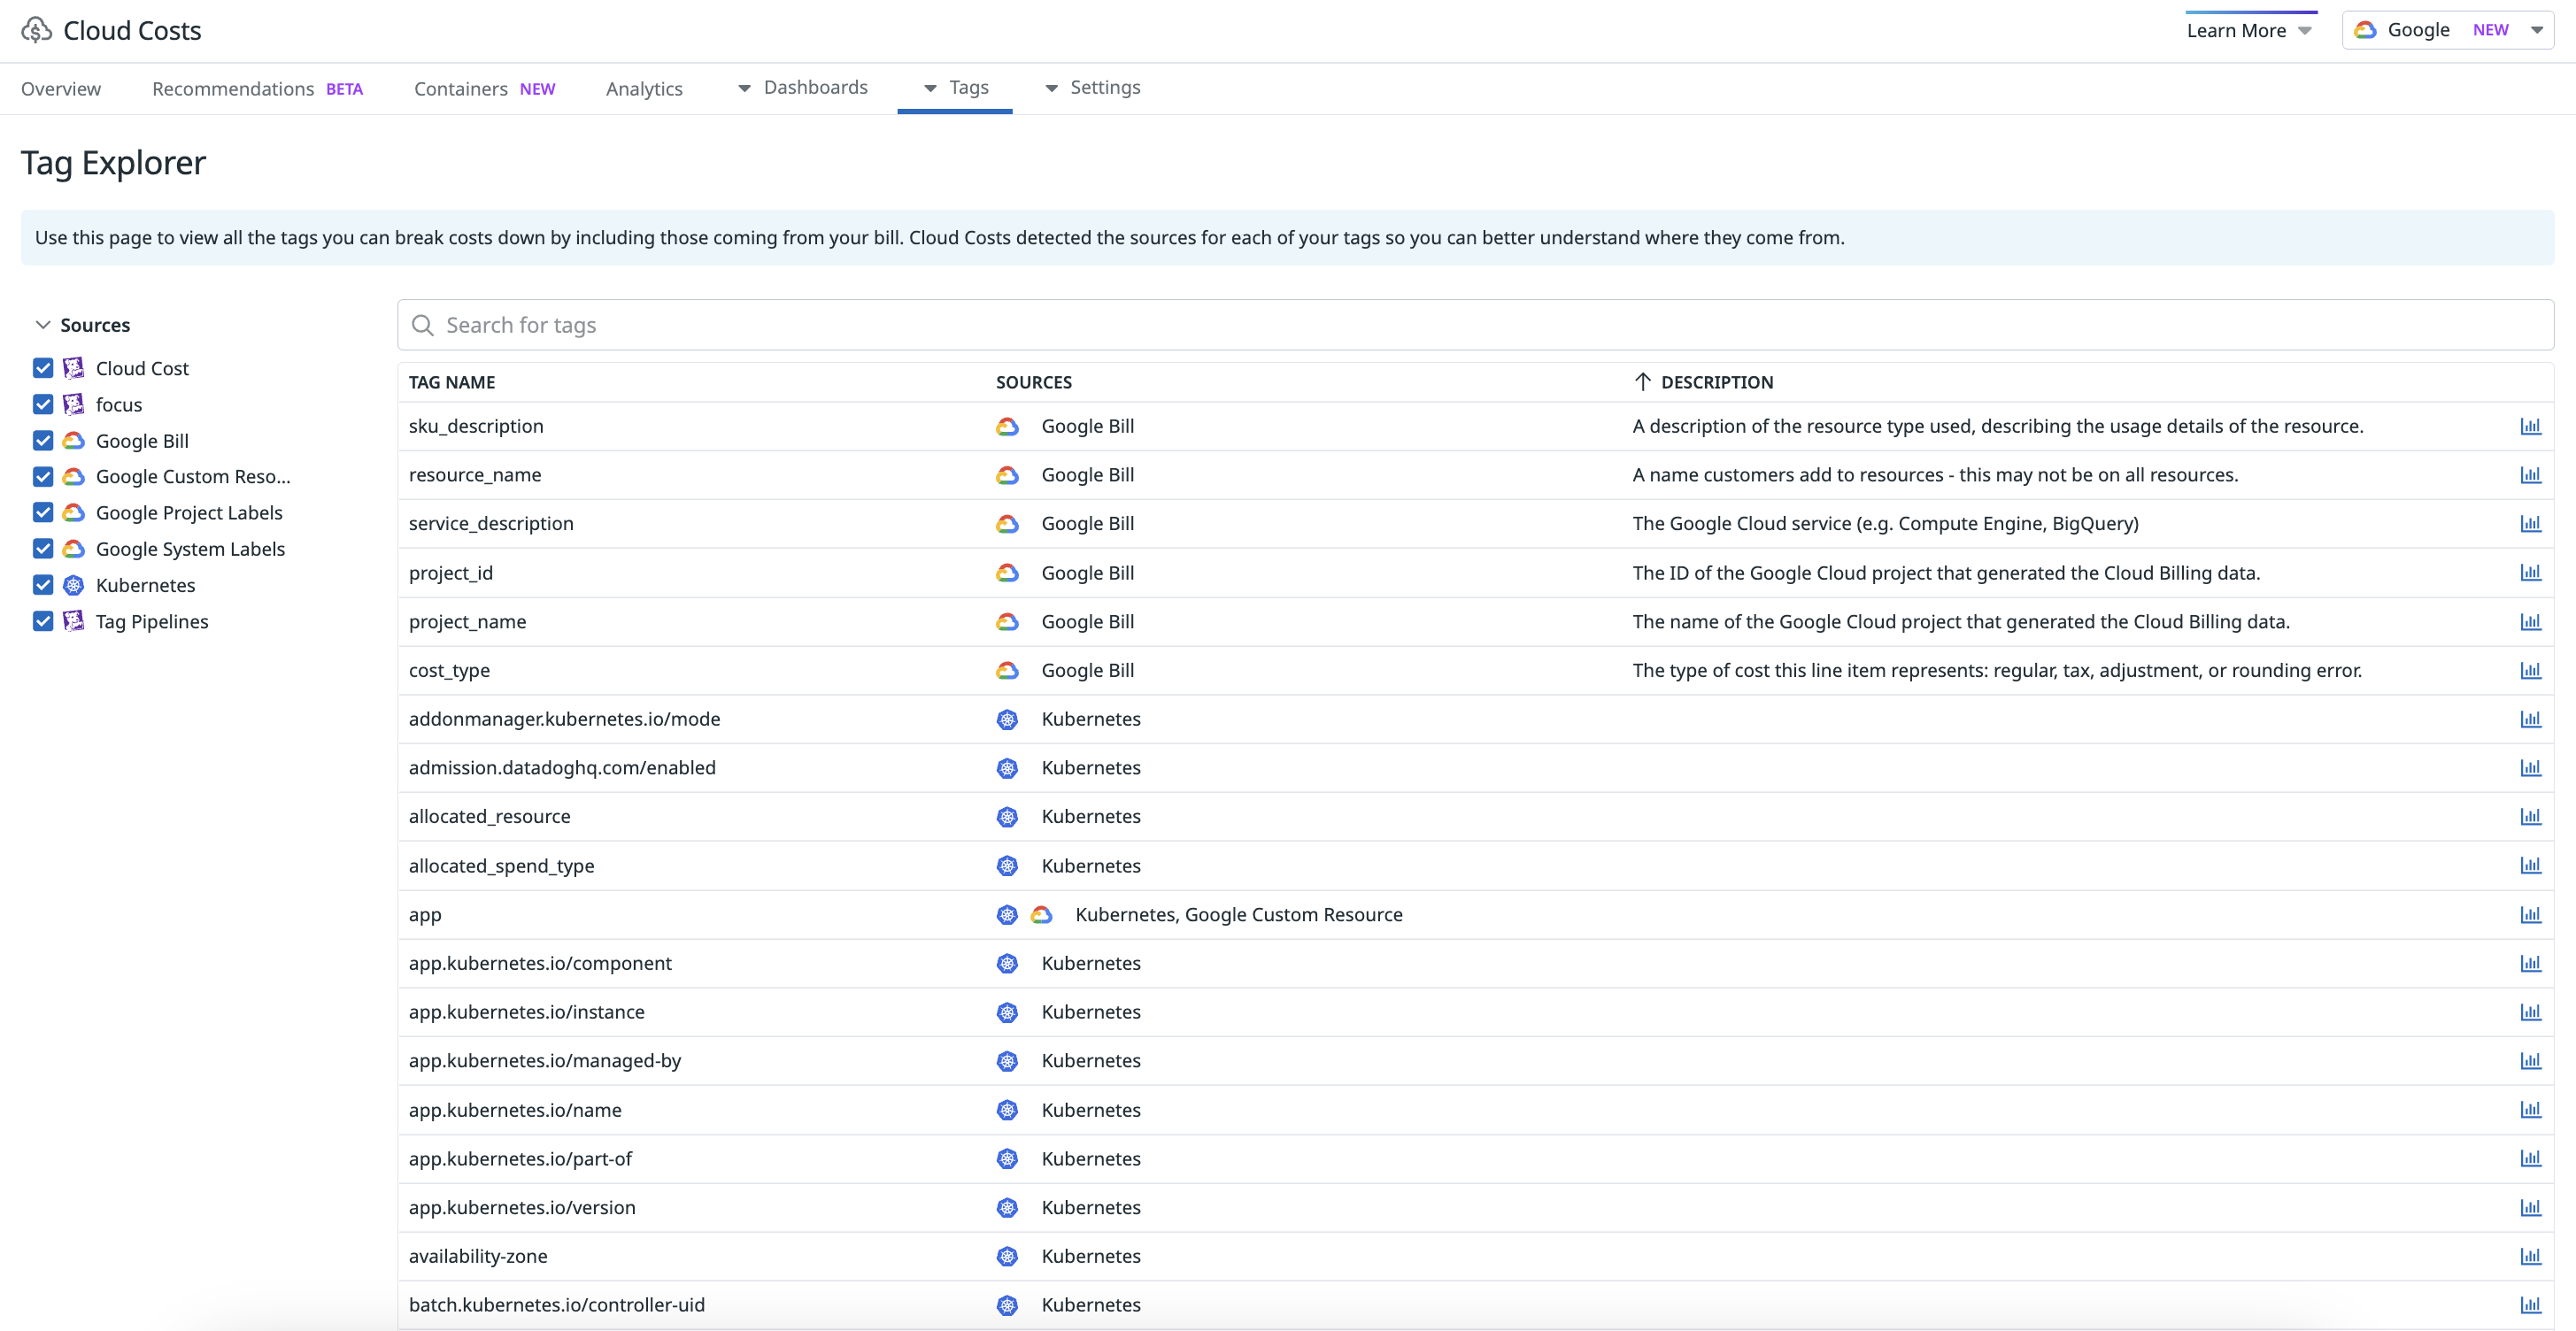 Cloud Costs
Learn More
Google NEW
Overview Recommendations BETA Containers NEW Analytics Dashboards Tags Settings
Tag Explorer
Use this page to view all the tags you can break costs down by including those coming from your bill. Cloud Costs detected the sources for each of your tags so you can better understand where they come from.
Sources
Cloud Cost
focus
Google Bill
Google Custom Reso...
Google Project Labels
Google System Labels
Kubernetes
Tag Pipelines
Search for tags
TAG NAME SOURCES DESCRIPTION
sku_description Google Bill A description of the resource type used, describing the usage details of the resource.
resource_name Google Bill A name customers add to resources - this may not be on all resources.
service_description Google Bill The Google Cloud service (e.g. Compute Engine, BigQuery)
project_id Google Bill The ID of the Google Cloud project that generated the Cloud Billing data.
project_name Google Bill The name of the Google Cloud project that generated the Cloud Billing data.
cost_type Google Bill The type of cost this line item represents: regular, tax, adjustment, or rounding error.
addonmanager.kubernetes.io/mode Kubernetes
admission.datadoghq.com/enabled Kubernetes
allocated_resource Kubernetes
allocated_spend_type Kubernetes
app Kubernetes, Google Custom Resource
app.kubernetes.io/component Kubernetes
app.kubernetes.io/instance Kubernetes
app.kubernetes.io/managed-by Kubernetes
app.kubernetes.io/name Kubernetes
app.kubernetes.io/part-of Kubernetes
app.kubernetes.io/version Kubernetes
availability-zone Kubernetes
batch.kubernetes.io/controller-uid Kubernetes